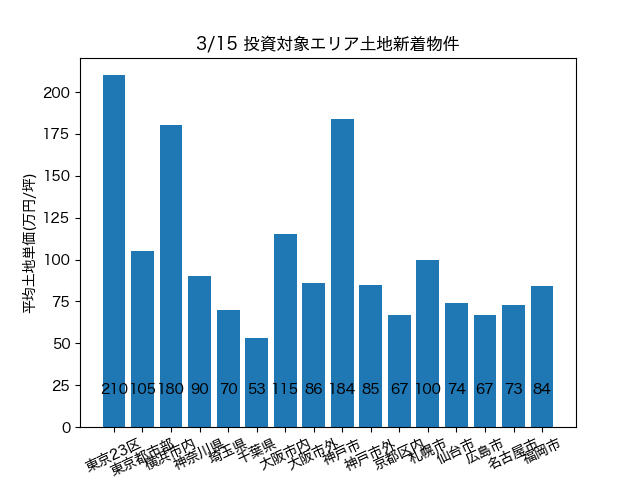 3/15 投資対象エリア土地新着物件
平均土地単価(万円/坪)
200
175
150
125
100
75
50
25
0
210 105 180 90 70 53 115 86 184 85 67 100 74 67 73 84
東京23区
東京都市部
横浜市内
神奈川県
埼玉県
千葉県
大阪市内
大阪市外
神戸市
神戸市外
京都区内
札幌市
仙台市
広島市
名古屋市
福岡市